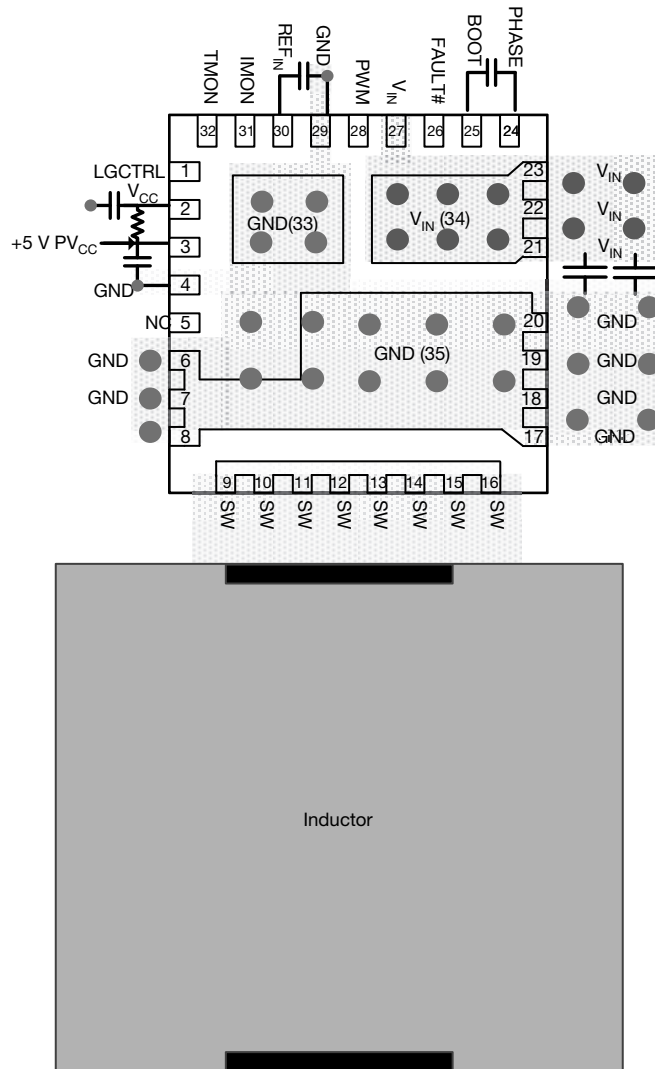 TMON
IMON
REF_IN
GND
PWM
V_IN
FAULT#
BOOT
PHASE
32
31
30
29
28
27
26
25
24
LGCTRL
1
V_CC
2
+5 V PV_CC
3
GND
4
NC
5
GND
6
GND
7
8
GND(33)
V_IN (34)
GND (35)
23
22
21
20
19
18
17
V_IN
V_IN
V_IN
GND
GND
GND
GND
9
10
11
12
13
14
15
16
SW
SW
SW
SW
SW
SW
SW
SW
Inductor